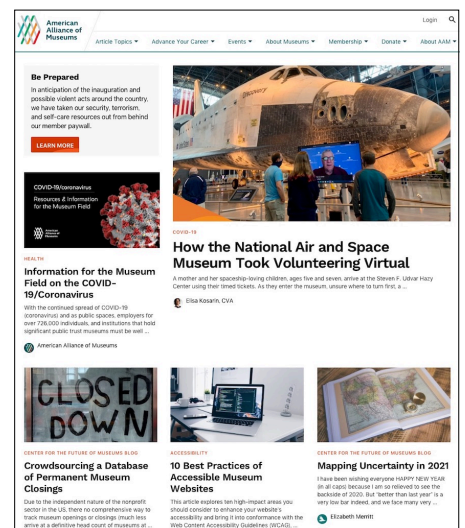 American
Alliance of
Museums
Login
Article Topics
Advance Your Career
Events
About Museums
Membership
Donate
About AAM
Be Prepared
In anticipation of the inauguration and
possible violent acts around the country,
we have taken our security, terrorism,
and self-care resources out from behind
our member paywall.
LEARN MORE
Discovery
COVID-19/coronavirus
Resources & Information
for the Museum Field
American
Alliance of
Museums
HEALTH
Information for the Museum
Field on the COVID-
19/Coronavirus
With the continued spread of COVID-19
(coronavirus) and as public spaces, employers for
over 726,000 individuals, and institutions that hold
significant public trust museums must be well ...
American Alliance of Museums
COVID-19
How the National Air and Space
Museum Took Volunteering Virtual
A mother and her spaceship-loving children, ages five and seven, arrive at the Steven F. Udvar Hazy
Center using their timed tickets. As they enter the museum, unsure where to turn first, a ...
Elisa Kosarin, CVA
CLOSED
DOWN
CENTER FOR THE FUTURE OF MUSEUMS BLOG
Crowdsourcing a Database
of Permanent Museum
Closings
Due to the independent nature of the nonprofit
sector in the US, there no comprehensive way to
track museum openings or closings (much less
arrive at a definitive head count of museums at ...
ACCESSIBILITY
10 Best Practices of
Accessible Museum
Websites
This article explores ten high-impact areas you
should consider to enhance your website's
accessibility and bring it into conformance with the
Web Content Accessibility Guidelines (WCAG). ...
CENTER FOR THE FUTURE OF MUSEUMS BLOG
Mapping Uncertainty in 2021
I have been wishing everyone HAPPY NEW YEAR
(in all caps) because I am so relieved to see the
backside of 2020. But 'better than last year' is a
very low bar indeed, and we face many very ...
Elizabeth Merritt